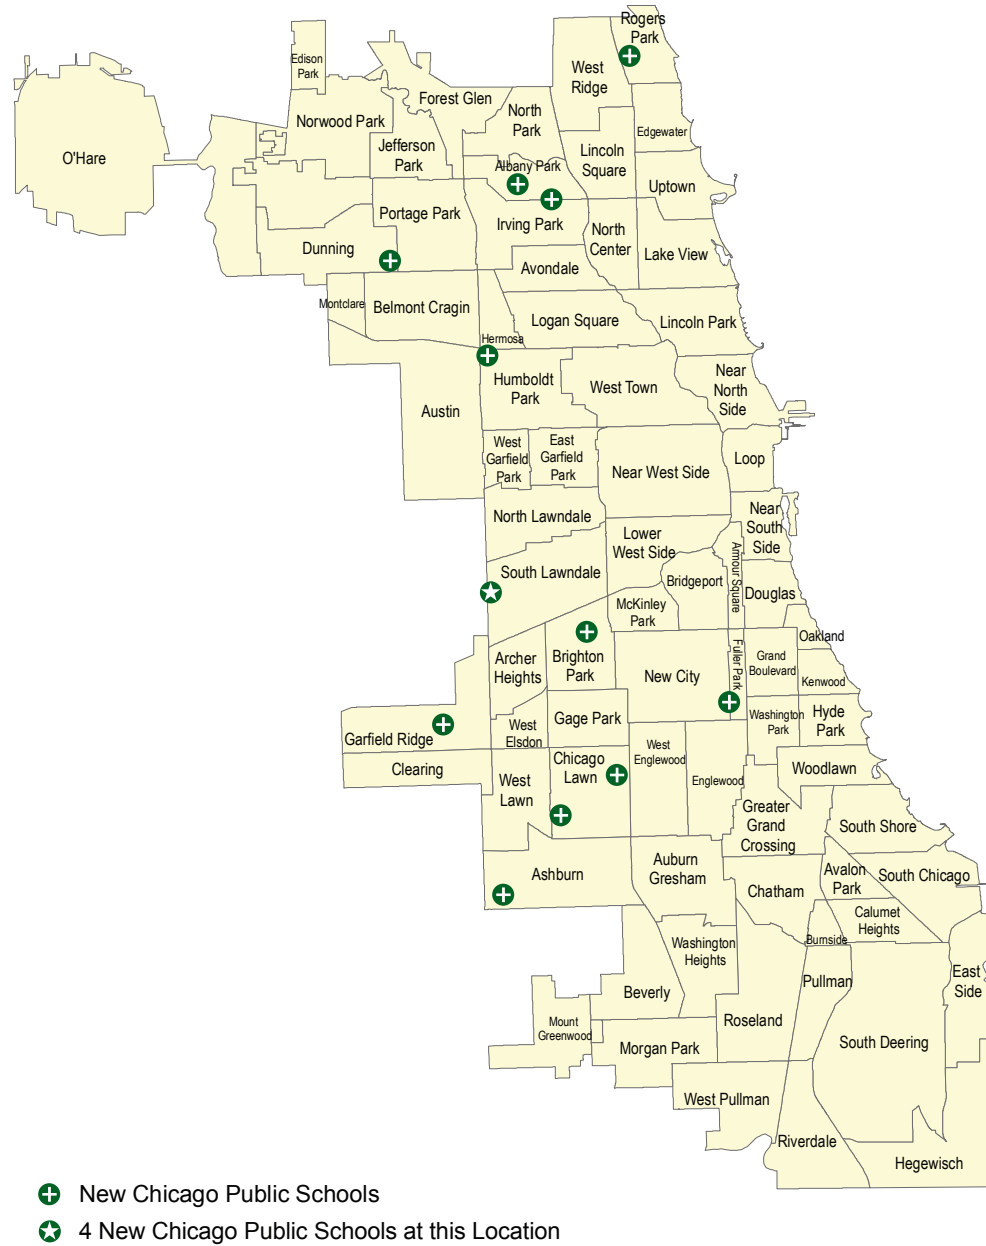 Rogers
Park
Edison
Park
West
Ridge
Forest Glen
North
Park
Norwood Park
Edgewater
Jefferson
Park
Lincoln
Square
O'Hare
Albany Park
Uptown
Portage Park
Irving Park
North
Center
Dunning
Lake View
Avondale
Montclare
Belmont Cragin
Logan Square
Lincoln Park
Hermosa
Humboldt
Park
West Town
Near
North
Side
Austin
West
Garfield
Park
East
Garfield
Park
Near West Side
Loop
North Lawndale
Near
South
Side
Lower
West Side
South Lawndale
Armour Square
Bridgeport
Douglas
McKinley
Park
Oakland
Archer
Heights
Brighton
Park
New City
Fuller Park
Grand
Boulevard
Kenwood
Gage Park
Washington
Park
Hyde
Park
Garfield Ridge
West
Elsdon
Clearing
Chicago
Lawn
West
Englewood
Englewood
Woodlawn
West
Lawn
Greater
Grand
Crossing
South Shore
Ashburn
Auburn
Gresham
Chatham
Avalon
Park
South Chicago
Calumet
Heights
Burnside
Washington
Heights
Pullman
East
Side
Beverly
Mount
Greenwood
Roseland
South Deering
Morgan Park
West Pullman
Riverdale
Hegewisch
New Chicago Public Schools
4 New Chicago Public Schools at this Location